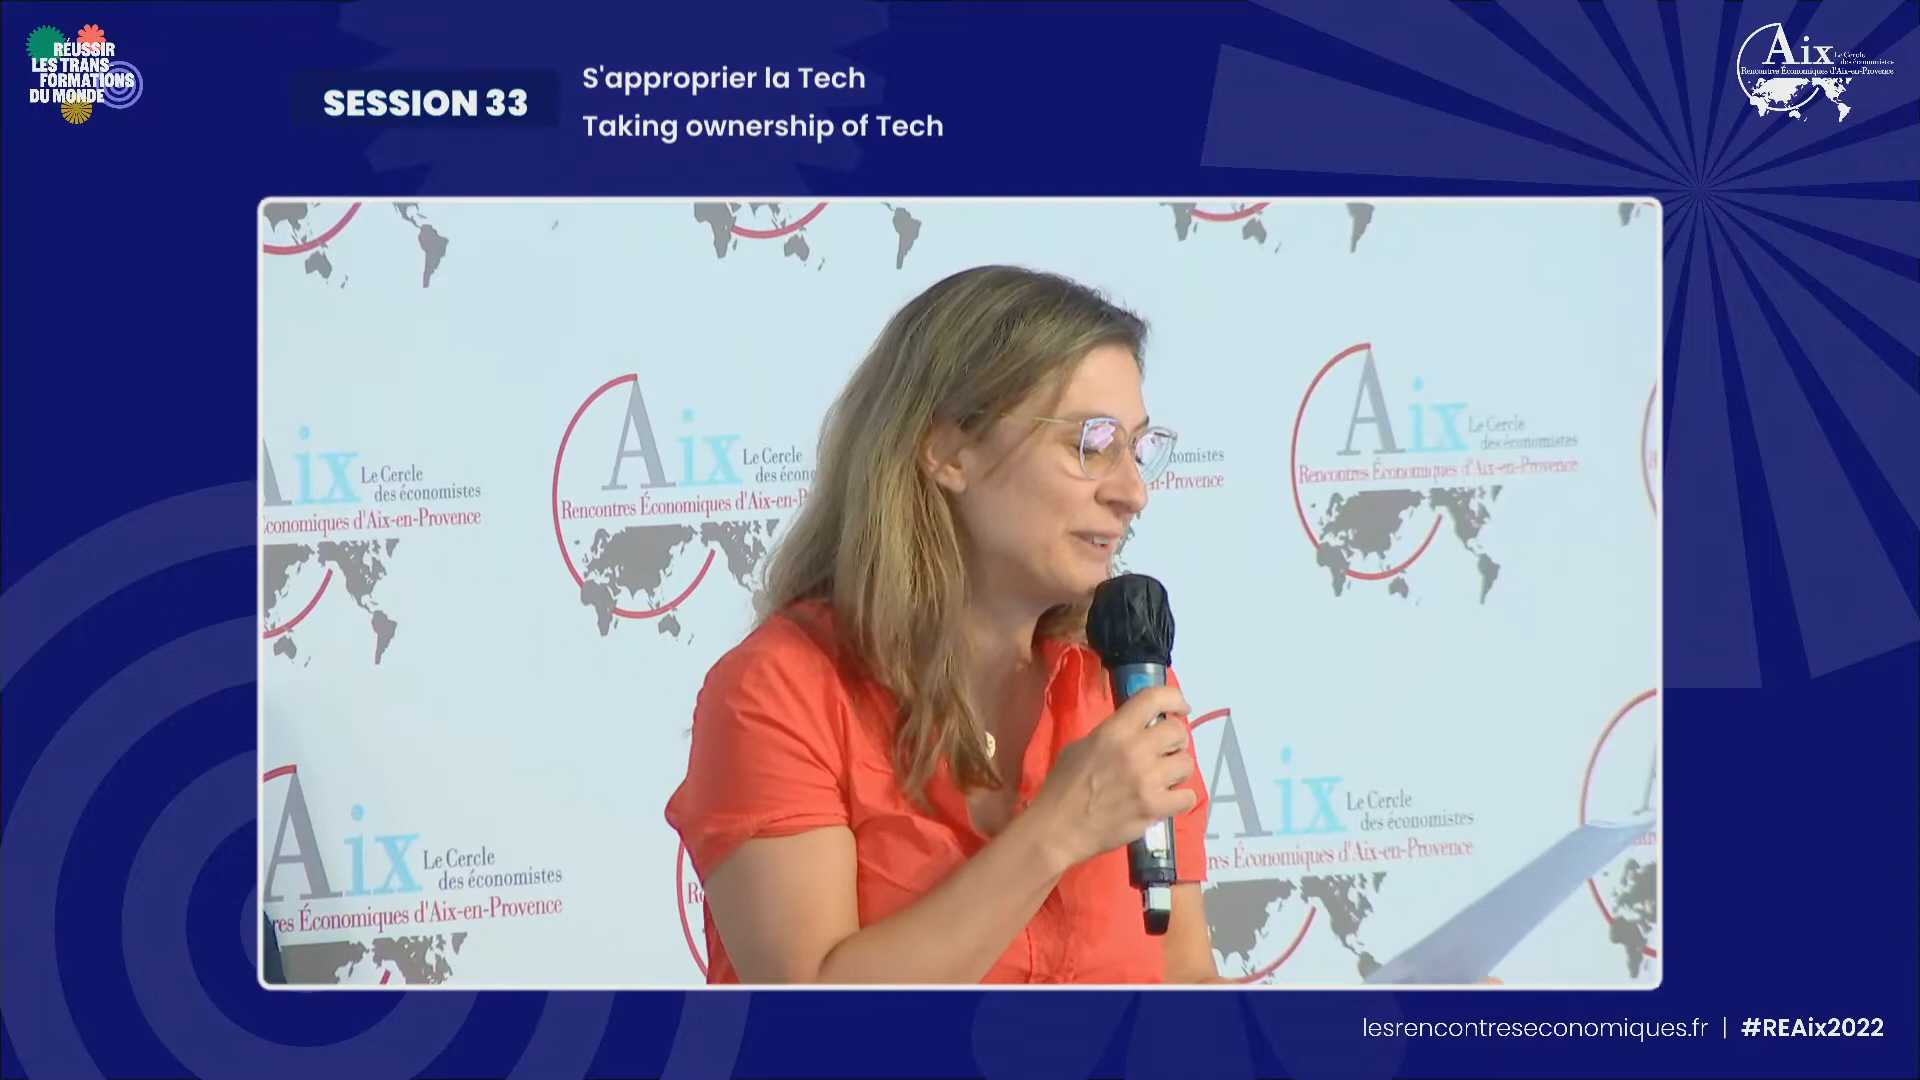 RÉUSSIR
LES TRANS
FORMATIONS
DU MONDE
SESSION 33
S'approprier la Tech
Taking ownership of Tech
Aix Le Cercle
des économistes
Rencontres Économiques d'Aix-en-Provence
Aix Le Cercle
des économistes
conomiques d'Aix-en-Provence
Aix Le Cercle
des écon
Rencontres Économiques d'Aix-en-P
nomistes
n-Provence
Aix Le Cercle
des économistes
Rencontres Économiques d'Aix-en-Provence
Aix Le Cercle
des économistes
res Économiques d'Aix-en-Provence
Aix Le Cercle
des économistes
res Économiques d'Aix-en-Provence
lesrencontreseconomiques.fr | #REAix2022